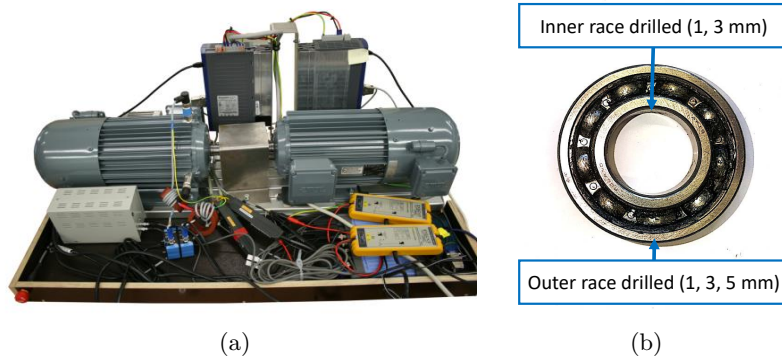 Inner race drilled (1, 3 mm)
Outer race drilled (1, 3, 5 mm)
(a)
(b)